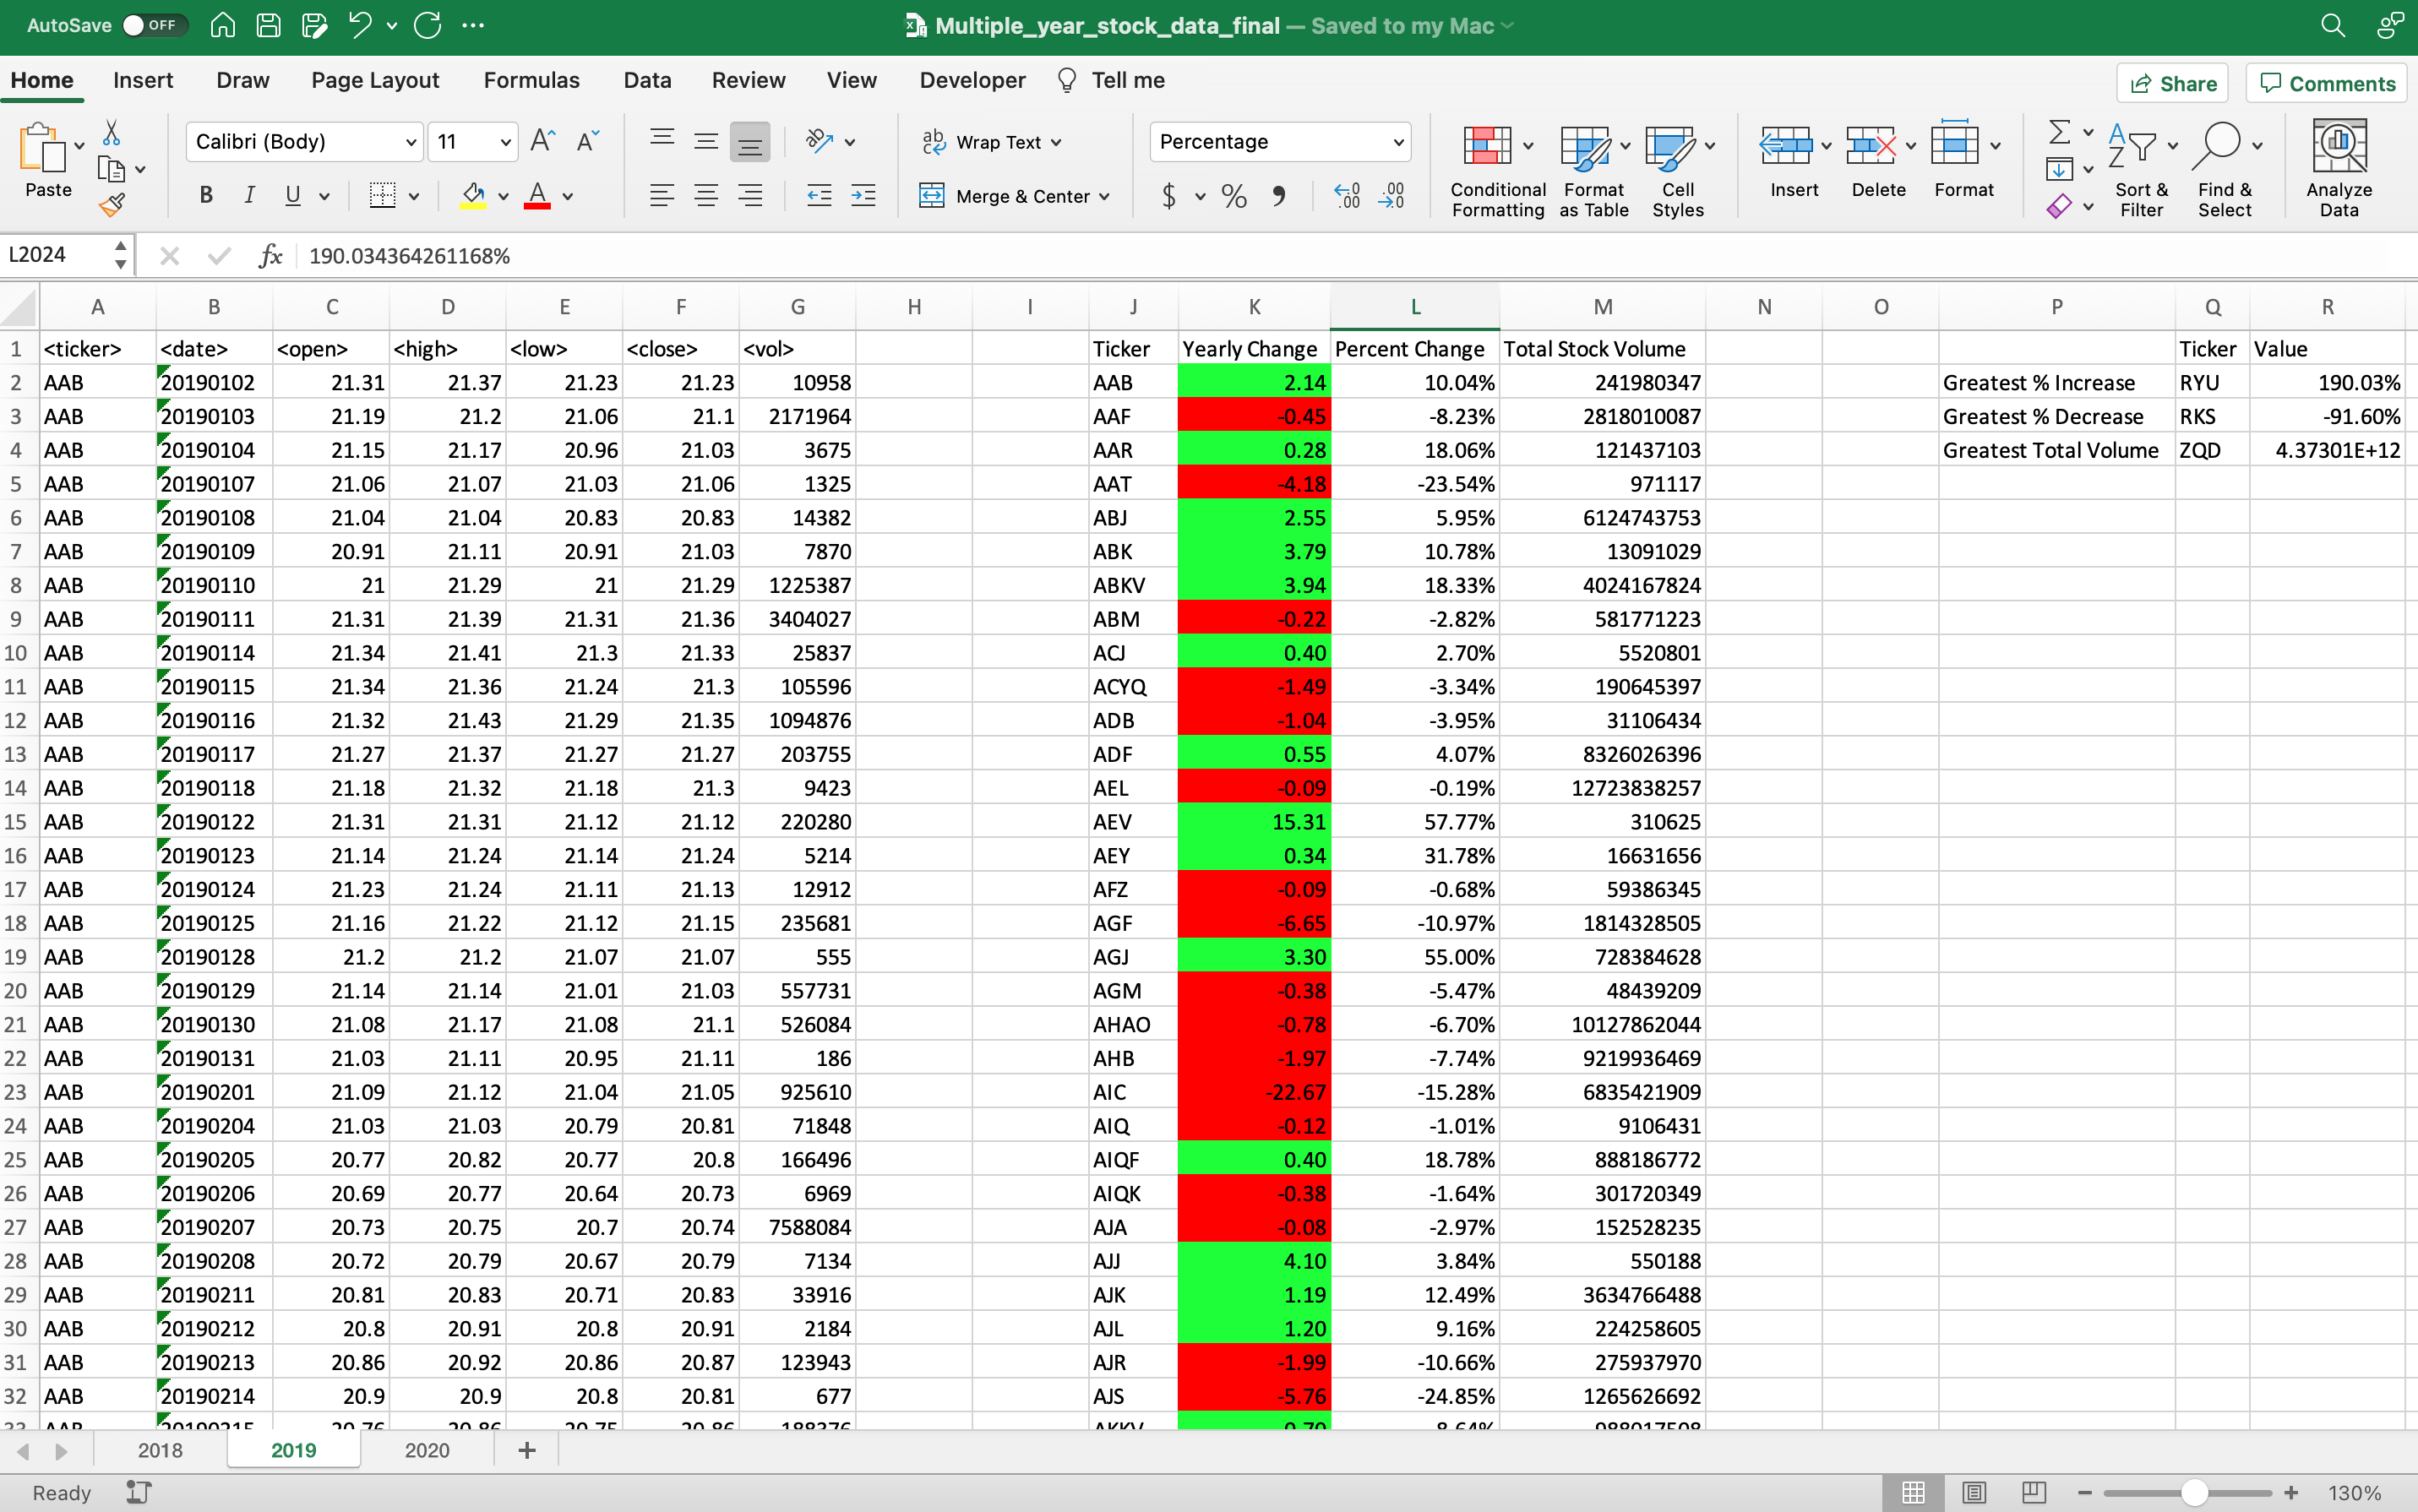 AutoSave OFF Multiple_year_stock_data_final — Saved to my Mac
Home Insert Draw Page Layout Formulas Data Review View Developer Tell me Share Comments
Paste Calibri (Body) 11 A A Wrap Text Percentage Conditional Formatting Format as Table Cell Styles Insert Delete Format Sort & Filter Find & Select Analyze Data
B I U A Merge & Center $ % ,
L2024 fx 190.034364261168%
A B C D E F G H I J K L M N O P Q R
1 <ticker> <date> <open> <high> <low> <close> <vol> Ticker Yearly Change Percent Change Total Stock Volume Ticker Value
2 AAB 20190102 21.31 21.37 21.23 21.23 10958 AAB 2.14 10.04% 241980347 Greatest % Increase RYU 190.03%
3 AAB 20190103 21.19 21.2 21.06 21.1 2171964 AAF -0.45 -8.23% 2818010087 Greatest % Decrease RKS -91.60%
4 AAB 20190104 21.15 21.17 20.96 21.03 3675 AAR 0.28 18.06% 121437103 Greatest Total Volume ZQD 4.37301E+12
5 AAB 20190107 21.06 21.07 21.03 21.06 1325 AAT -4.18 -23.54% 971117
6 AAB 20190108 21.04 21.04 20.83 20.83 14382 ABJ 2.55 5.95% 6124743753
7 AAB 20190109 20.91 21.11 20.91 21.03 7870 ABK 3.79 10.78% 13091029
8 AAB 20190110 21 21.29 21 21.29 1225387 ABKV 3.94 18.33% 4024167824
9 AAB 20190111 21.31 21.39 21.31 21.36 3404027 ABM -0.22 -2.82% 581771223
10 AAB 20190114 21.34 21.41 21.3 21.33 25837 ACJ 0.40 2.70% 5520801
11 AAB 20190115 21.34 21.36 21.24 21.3 105596 ACYQ -1.49 -3.34% 190645397
12 AAB 20190116 21.32 21.43 21.29 21.35 1094876 ADB -1.04 -3.95% 31106434
13 AAB 20190117 21.27 21.37 21.27 21.27 203755 ADF 0.55 4.07% 8326026396
14 AAB 20190118 21.18 21.32 21.18 21.3 9423 AEL -0.09 -0.19% 12723838257
15 AAB 20190122 21.31 21.31 21.12 21.12 220280 AEV 15.31 57.77% 310625
16 AAB 20190123 21.14 21.24 21.14 21.24 5214 AEY 0.34 31.78% 16631656
17 AAB 20190124 21.23 21.24 21.11 21.13 12912 AFZ -0.09 -0.68% 59386345
18 AAB 20190125 21.16 21.22 21.12 21.15 235681 AGF -6.65 -10.97% 1814328505
19 AAB 20190128 21.2 21.2 21.07 21.07 555 AGJ 3.30 55.00% 728384628
20 AAB 20190129 21.14 21.14 21.01 21.03 557731 AGM -0.38 -5.47% 48439209
21 AAB 20190130 21.08 21.17 21.08 21.1 526084 AHAO -0.78 -6.70% 10127862044
22 AAB 20190131 21.03 21.11 20.95 21.11 186 AHB -1.97 -7.74% 9219936469
23 AAB 20190201 21.09 21.12 21.04 21.05 925610 AIC -22.67 -15.28% 6835421909
24 AAB 20190204 21.03 21.03 20.79 20.81 71848 AIQ -0.12 -1.01% 9106431
25 AAB 20190205 20.77 20.82 20.77 20.8 166496 AIQF 0.40 18.78% 888186772
26 AAB 20190206 20.69 20.77 20.64 20.73 6969 AIQK -0.38 -1.64% 301720349
27 AAB 20190207 20.73 20.75 20.7 20.74 7588084 AJA -0.08 -2.97% 152528235
28 AAB 20190208 20.72 20.79 20.67 20.79 7134 AJJ 4.10 3.84% 550188
29 AAB 20190211 20.81 20.83 20.71 20.83 33916 AJK 1.19 12.49% 3634766488
30 AAB 20190212 20.8 20.91 20.8 20.91 2184 AJL 1.20 9.16% 224258605
31 AAB 20190213 20.86 20.92 20.86 20.87 123943 AJR -1.99 -10.66% 275937970
32 AAB 20190214 20.9 20.9 20.8 20.81 677 AJS -5.76 -24.85% 1265626692
2018 2019 2020 +
Ready 130%